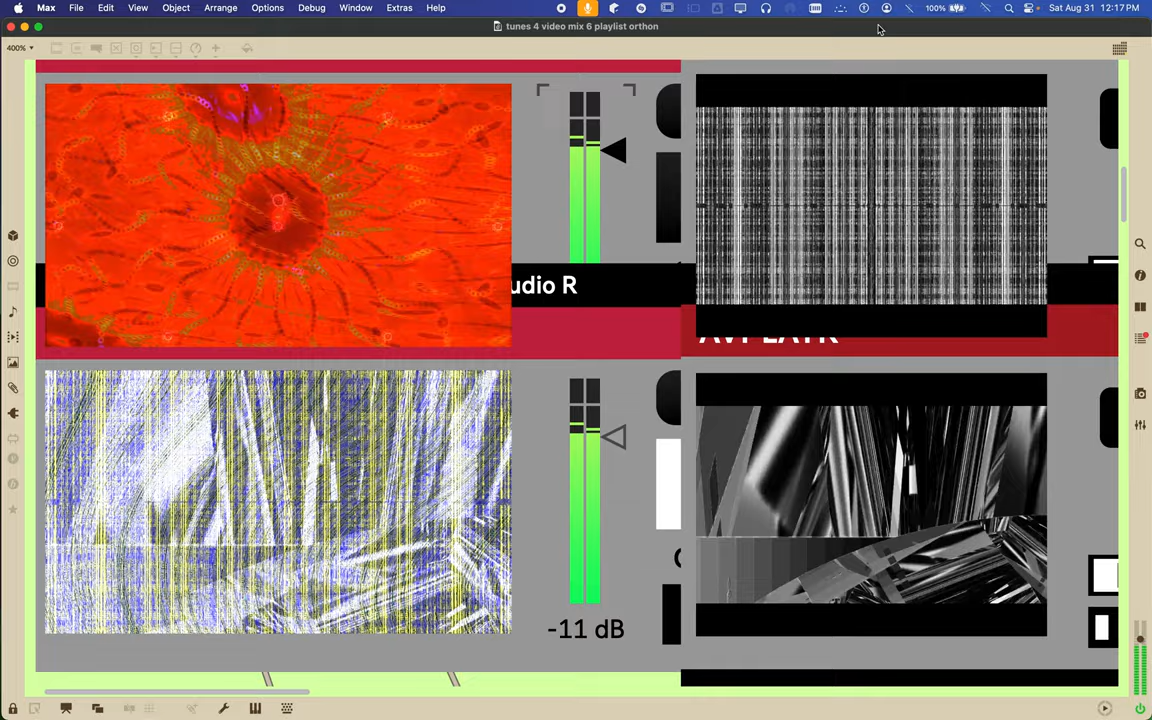 Max File Edit View Object Arrange Options Debug Window Extras Help
100% Sat Aug 31 12:17 PM
tunes 4 video mix 6 playlist orthon
400%
udio R
-11 dB